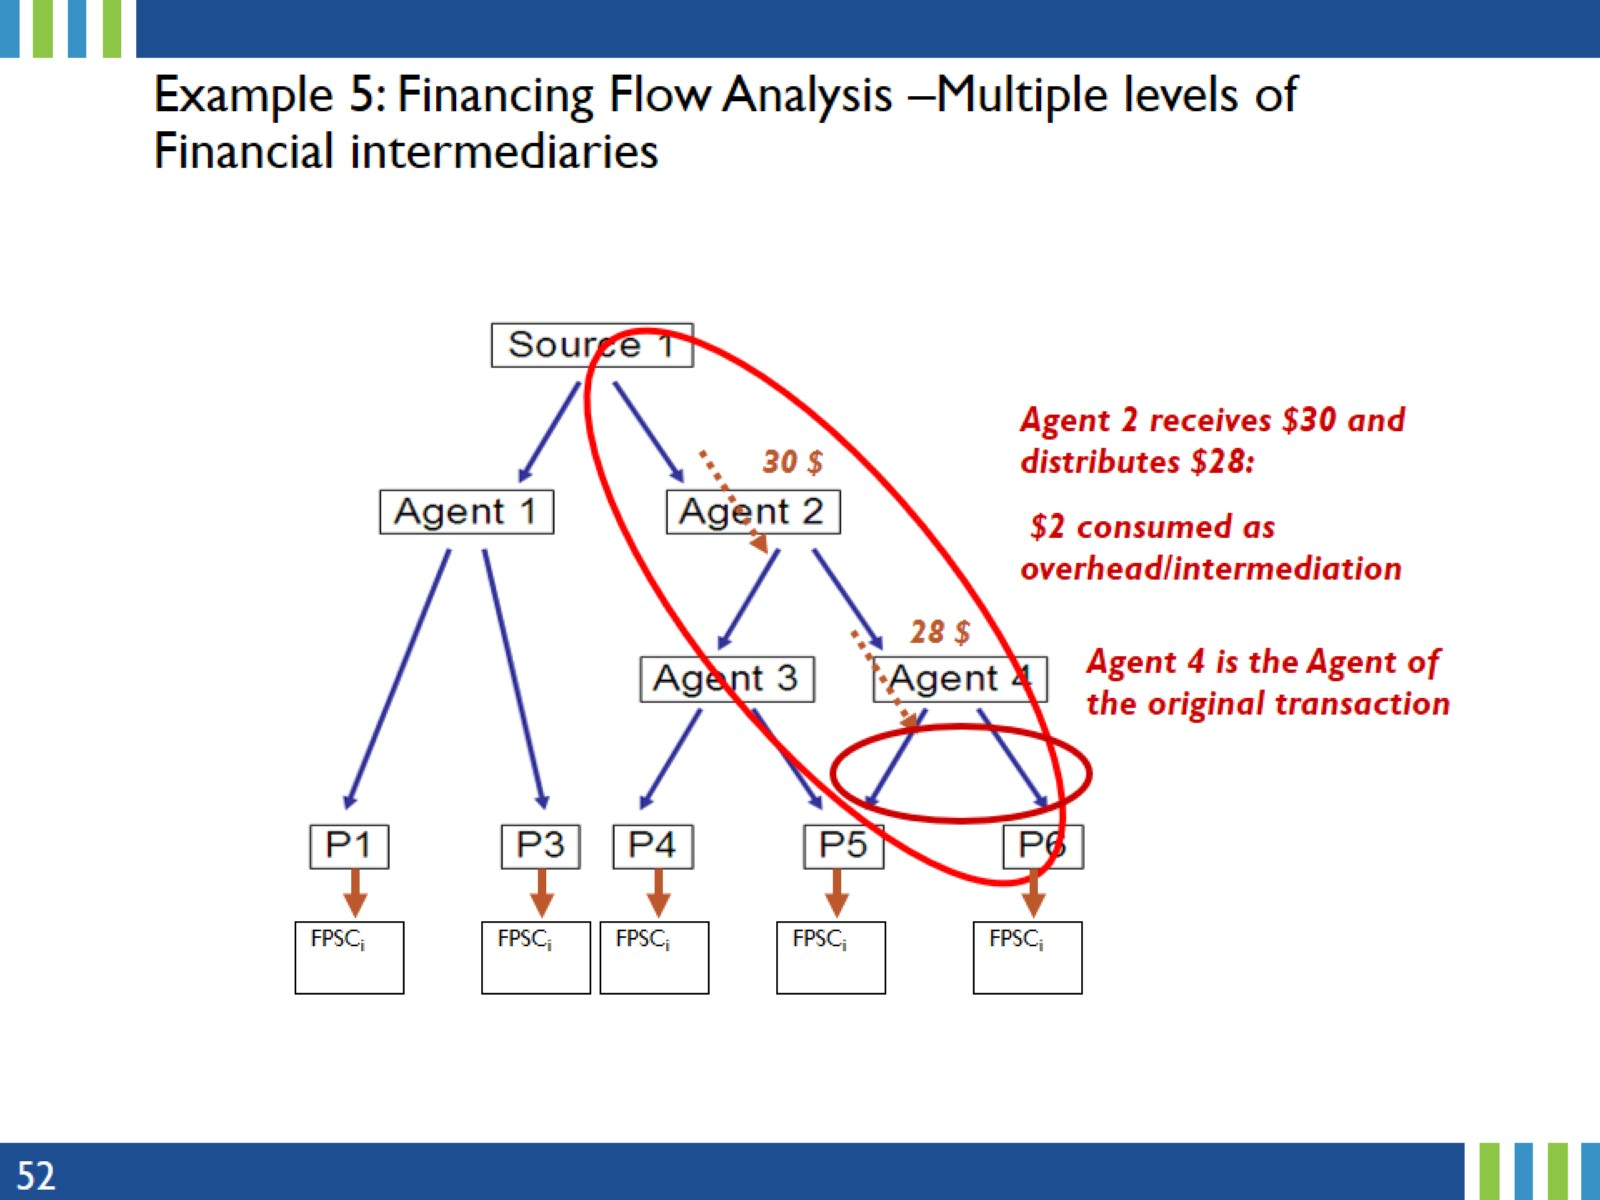 Example 5: Financing Flow Analysis –Multiple levels of
Financial intermediaries
Source 1
Agent 2 receives $30 and
distributes $28:
30 $
Agent 1
Agent 2
$2 consumed as
overhead/intermediation
28 $
Agent 3
Agent 4
Agent 4 is the Agent of
the original transaction
P1
P3
P4
P5
P6
FPSCi
FPSCi
FPSCi
FPSCi
FPSCi
52